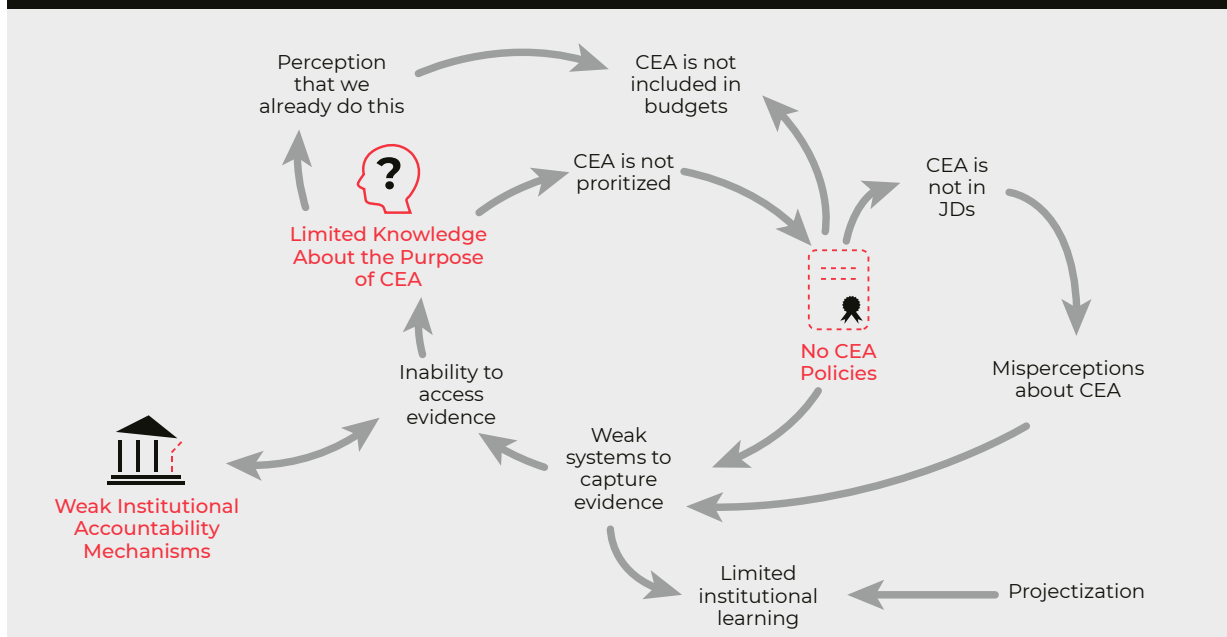 Perception
that we
already do this
CEA is not
included in
budgets
?
CEA is not
proritized
CEA is
not in
JDs
Limited Knowledge
About the Purpose
of CEA
No CEA
Policies
Inability to
access
evidence
Misperceptions
about CEA
Weak
systems to
capture
evidence
Weak Institutional
Accountability
Mechanisms
Limited
institutional
learning
Projectization